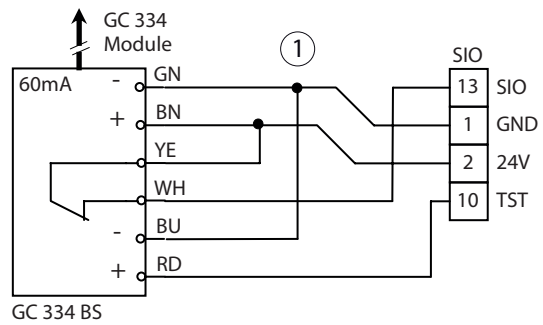 GC 334
Module
1
SIO
60mA
- GN
13 SIO
+ BN
1 GND
YE
2 24V
WH
10 TST
- BU
+ RD
GC 334 BS